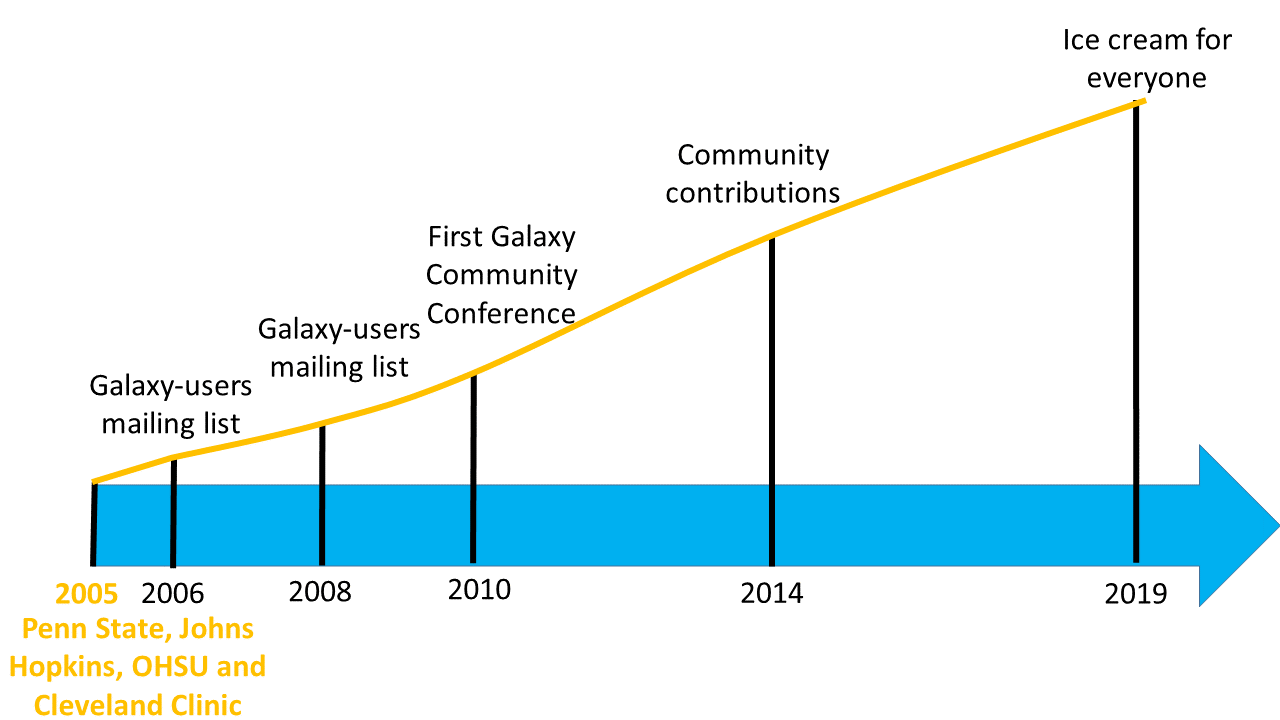 Ice cream for
everyone
Community
contributions
First Galaxy
Community
Conference
Galaxy-users
mailing list
Galaxy-users
mailing list
2005
2006
2008
2010
2014
2019
Penn State, Johns
Hopkins, OHSU and
Cleveland Clinic